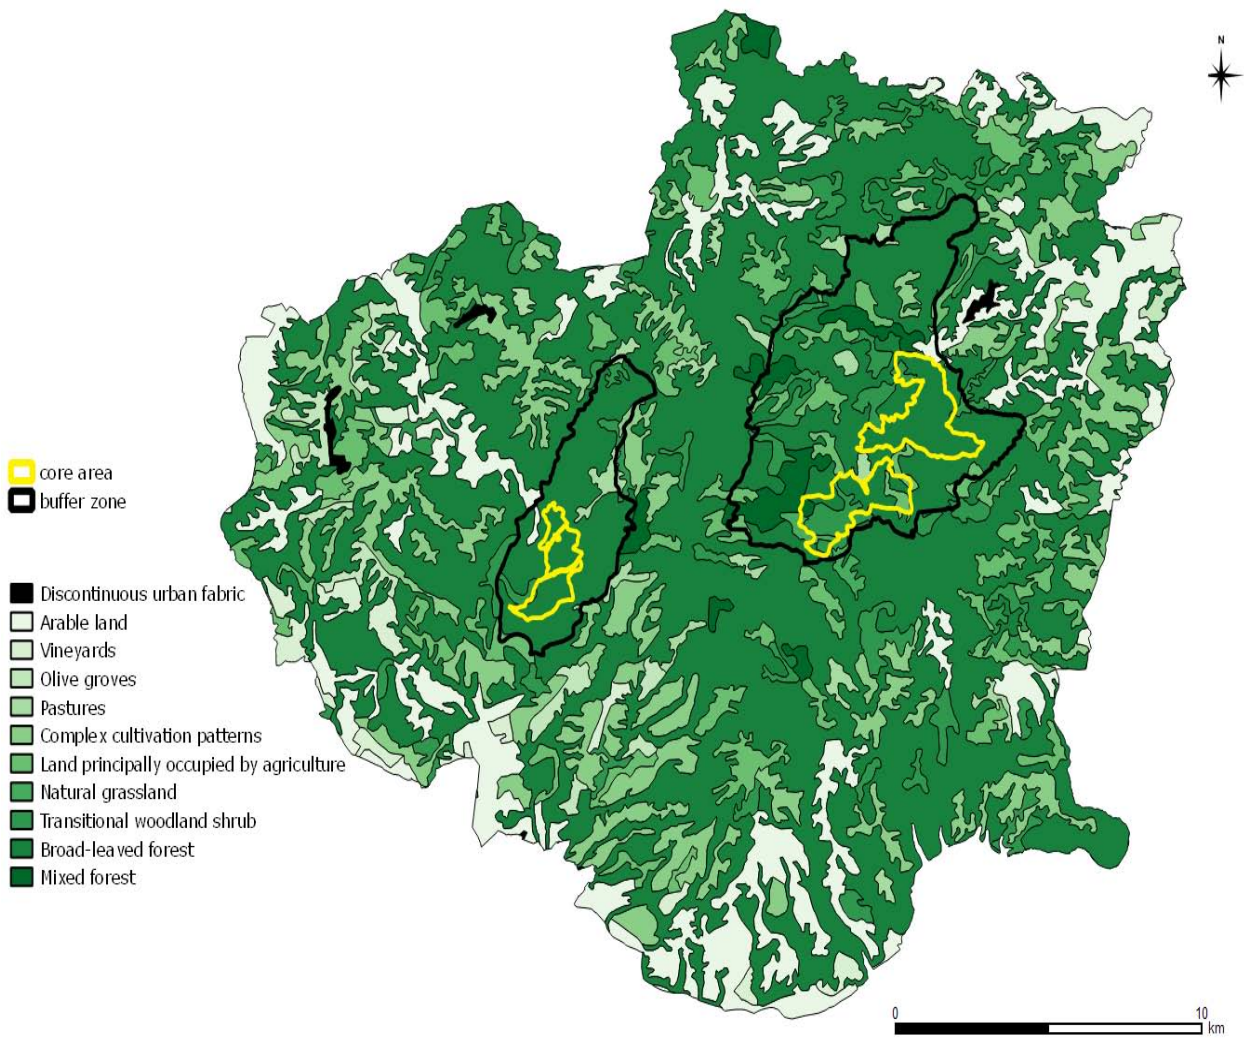 N
core area
buffer zone
Discontinuous urban fabric
Arable land
Vineyards
Olive groves
Pastures
Complex cultivation patterns
Land principally occupied by agriculture
Natural grassland
Transitional woodland shrub
Broad-leaved forest
Mixed forest
0 10
km